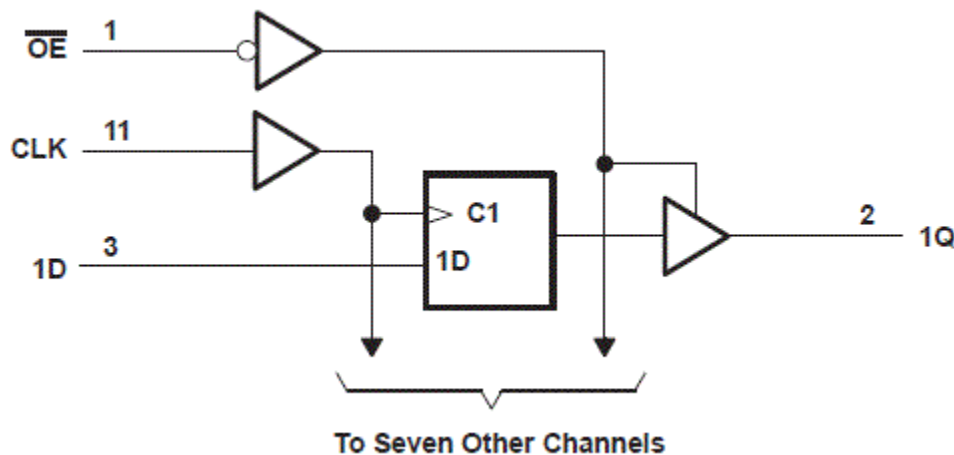 OE 1
CLK 11
C1
2 1Q
1D 3
1D
To Seven Other Channels